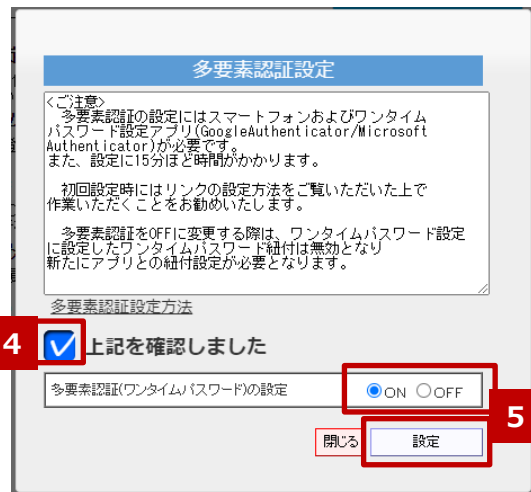 多要素認証設定
<ご注意>
多要素認証の設定にはスマートフォンおよびワンタイム
パスワード設定アプリ(GoogleAuthenticator/Microsoft
Authenticator)が必要です。
また、設定に15分ほど時間がかかります。
初回設定時にはリンクの設定方法をご覧いただいた上で
作業いただくことをお勧めいたします。
多要素認証をOFFに変更する際は、ワンタイムパスワード設定
に設定したワンタイムパスワード紐付は無効となり
新たにアプリとの紐付設定が必要となります。
多要素認証設定方法
4
上記を確認しました
多要素認証(ワンタイムパスワード)の設定 ON OFF
5
閉じる 設定